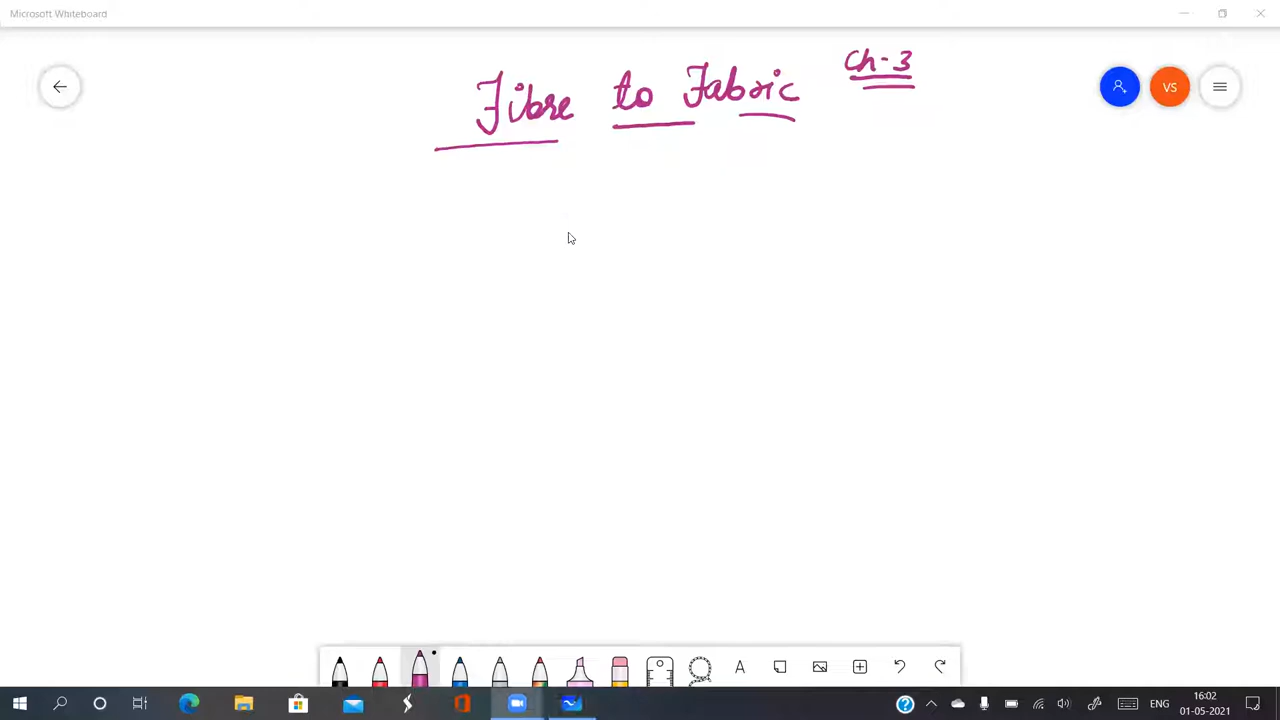 Microsoft Whiteboard
Fibre to Fabric Ch-3
VS
A
ENG
16:02
01-05-2021